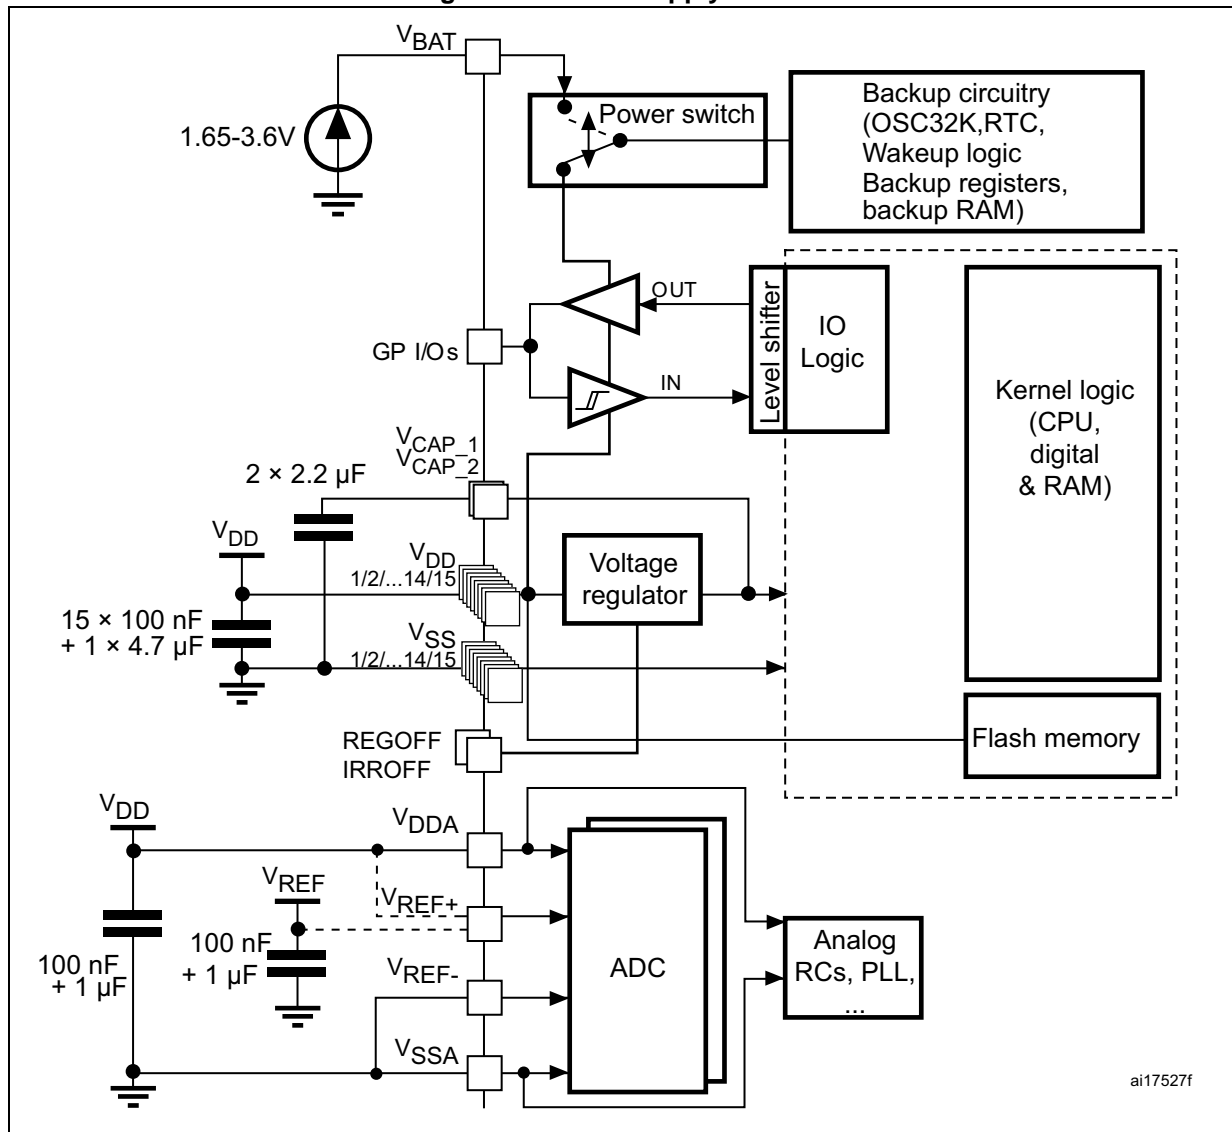 VBAT
1.65-3.6V
Power switch
Backup circuitry
(OSC32K,RTC,
Wakeup logic
Backup registers,
backup RAM)
OUT
IN
GP I/Os
Level shifter
IO
Logic
Kernel logic
(CPU,
digital
& RAM)
VCAP_1
VCAP_2
2 × 2.2 µF
VDD
VDD
1/2/...14/15
Voltage
regulator
15 × 100 nF
+ 1 × 4.7 µF
VSS
1/2/...14/15
REGOFF
IRROFF
Flash memory
VDD
VDDA
VREF
VREF+
100 nF
+ 1 µF
100 nF
+ 1 µF
VREF-
VSSA
ADC
Analog
RCs, PLL,
...
ai17527f